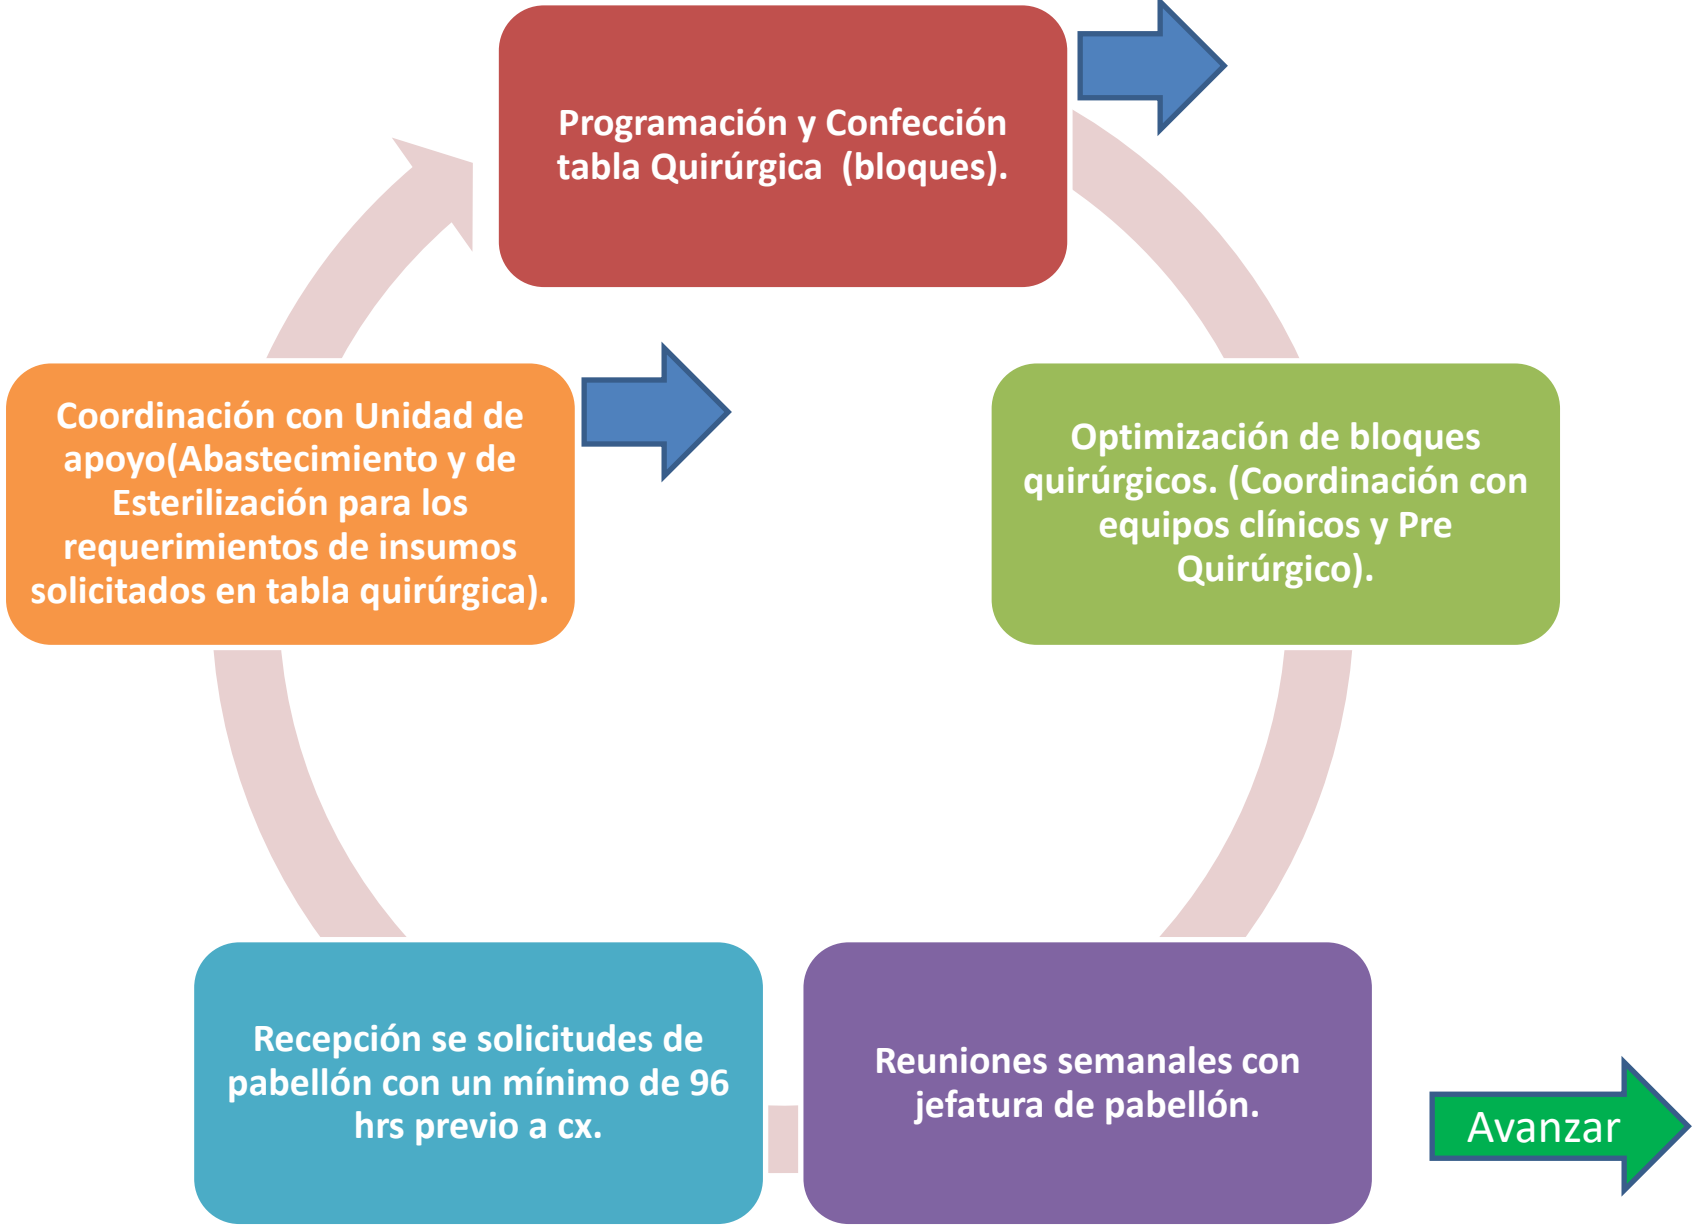 Programación y Confección
tabla Quirúrgica  (bloques).
Coordinación con Unidad de
apoyo(Abastecimiento y de
Esterilización para los
requerimientos de insumos
solicitados en tabla quirúrgica).
Optimización de bloques
quirúrgicos. (Coordinación con
equipos clínicos y Pre
Quirúrgico).
Recepción se solicitudes de
pabellón con un mínimo de 96
hrs previo a cx.
Reuniones semanales con
jefatura de pabellón.
Avanzar